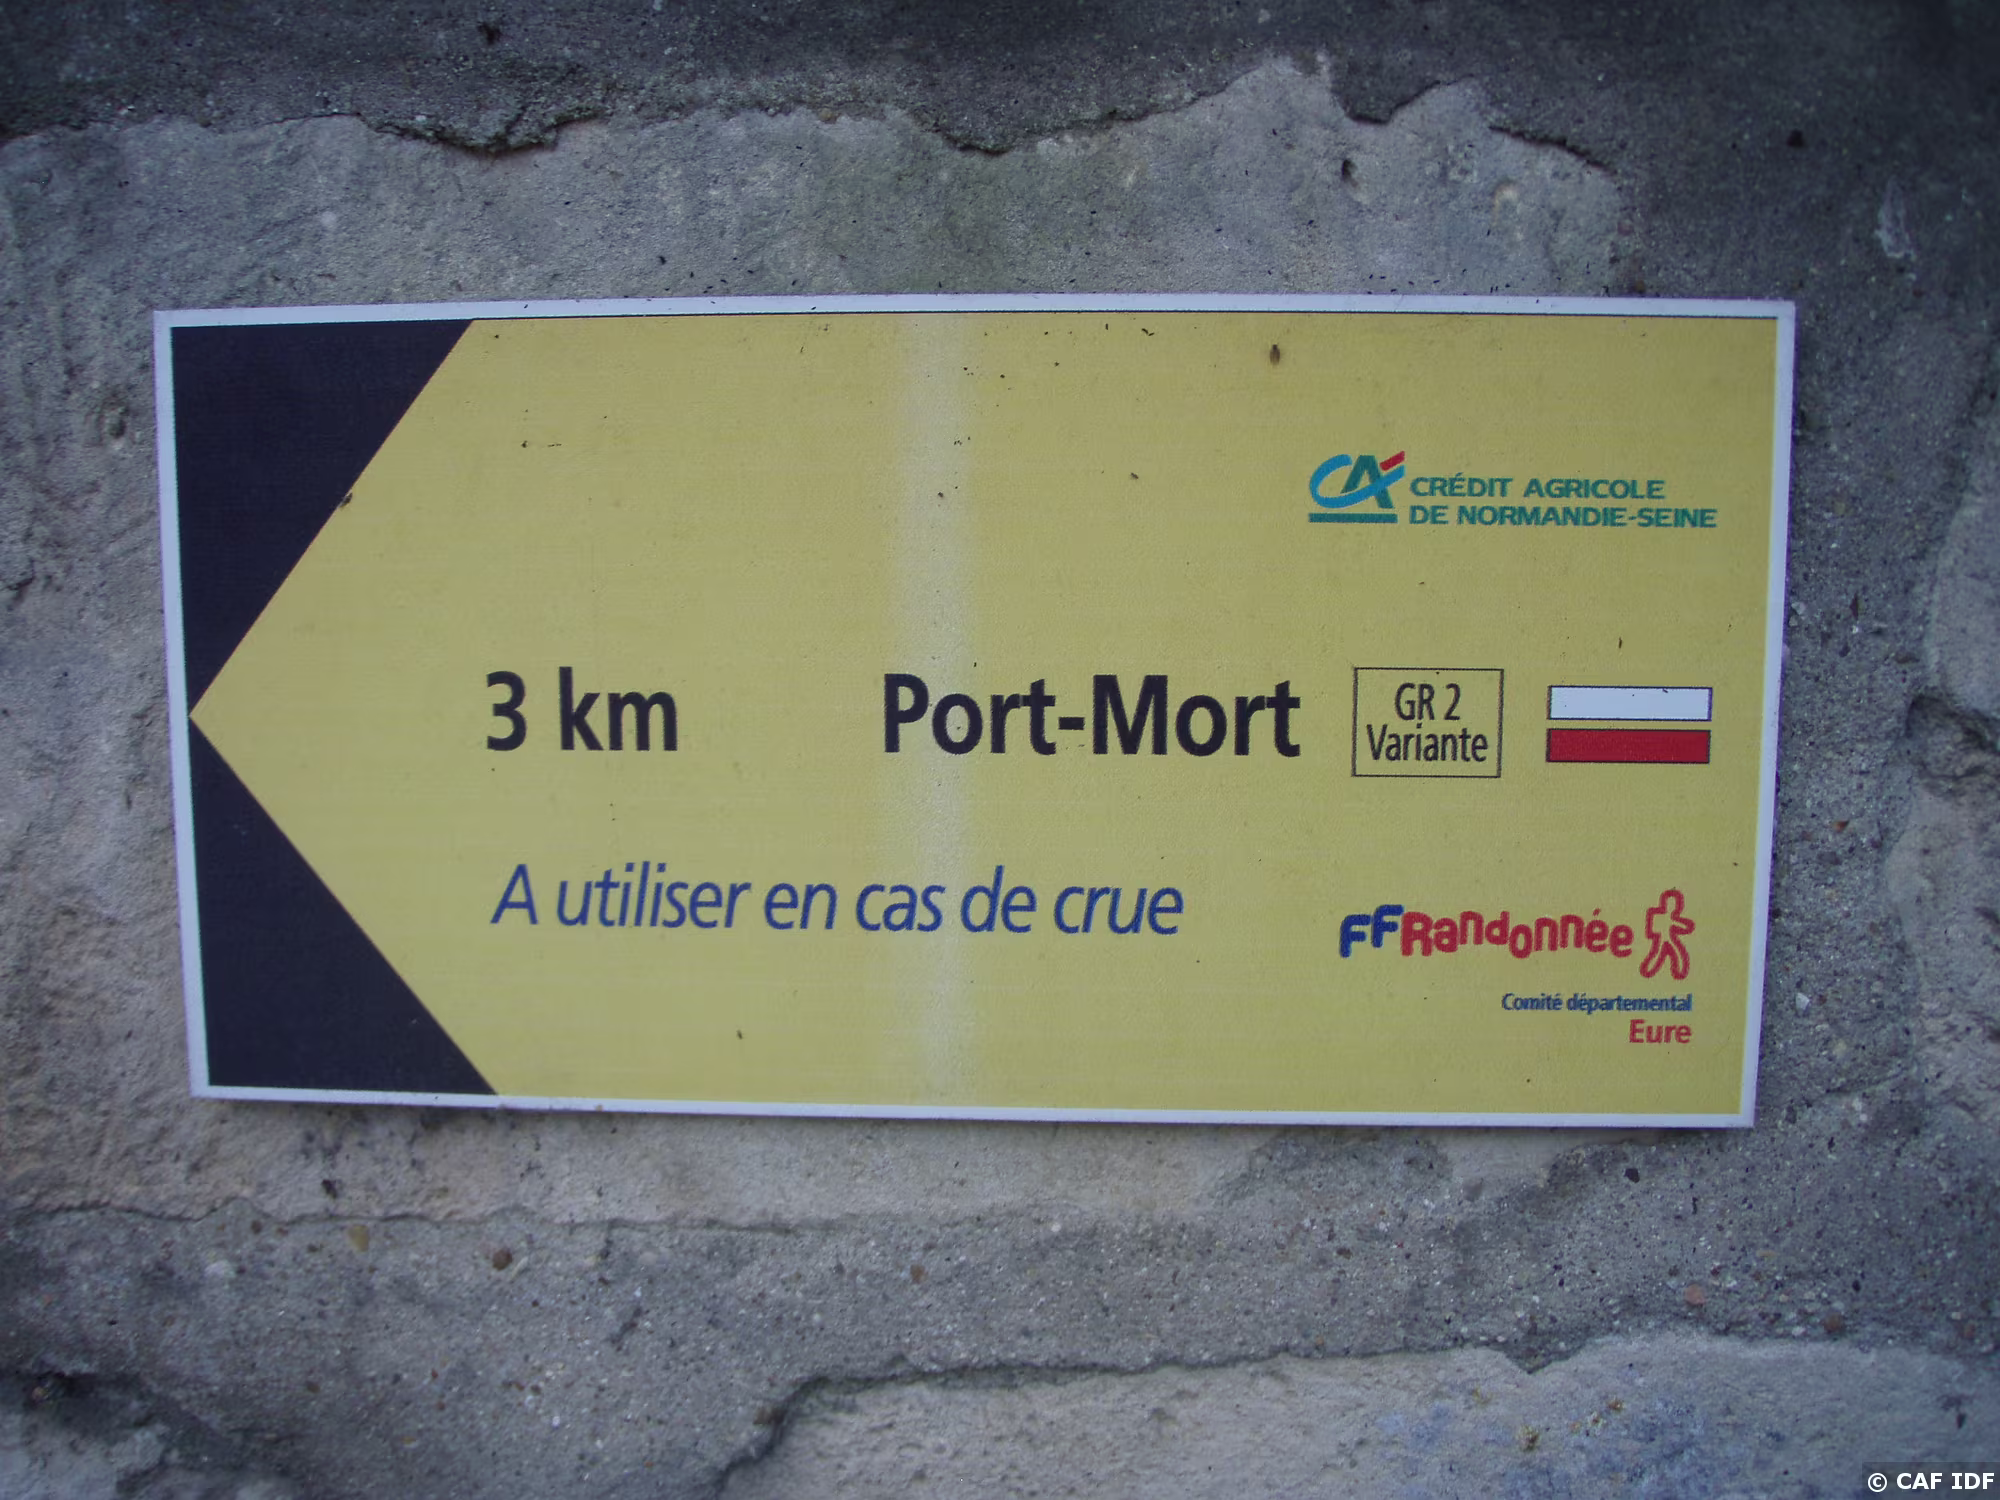 CRÉDIT AGRICOLE
DE NORMANDIE-SEINE
3 km Port-Mort
GR 2
Variante
A utiliser en cas de crue
FFRandonnée
Comité départemental
Eure
© CAF IDF